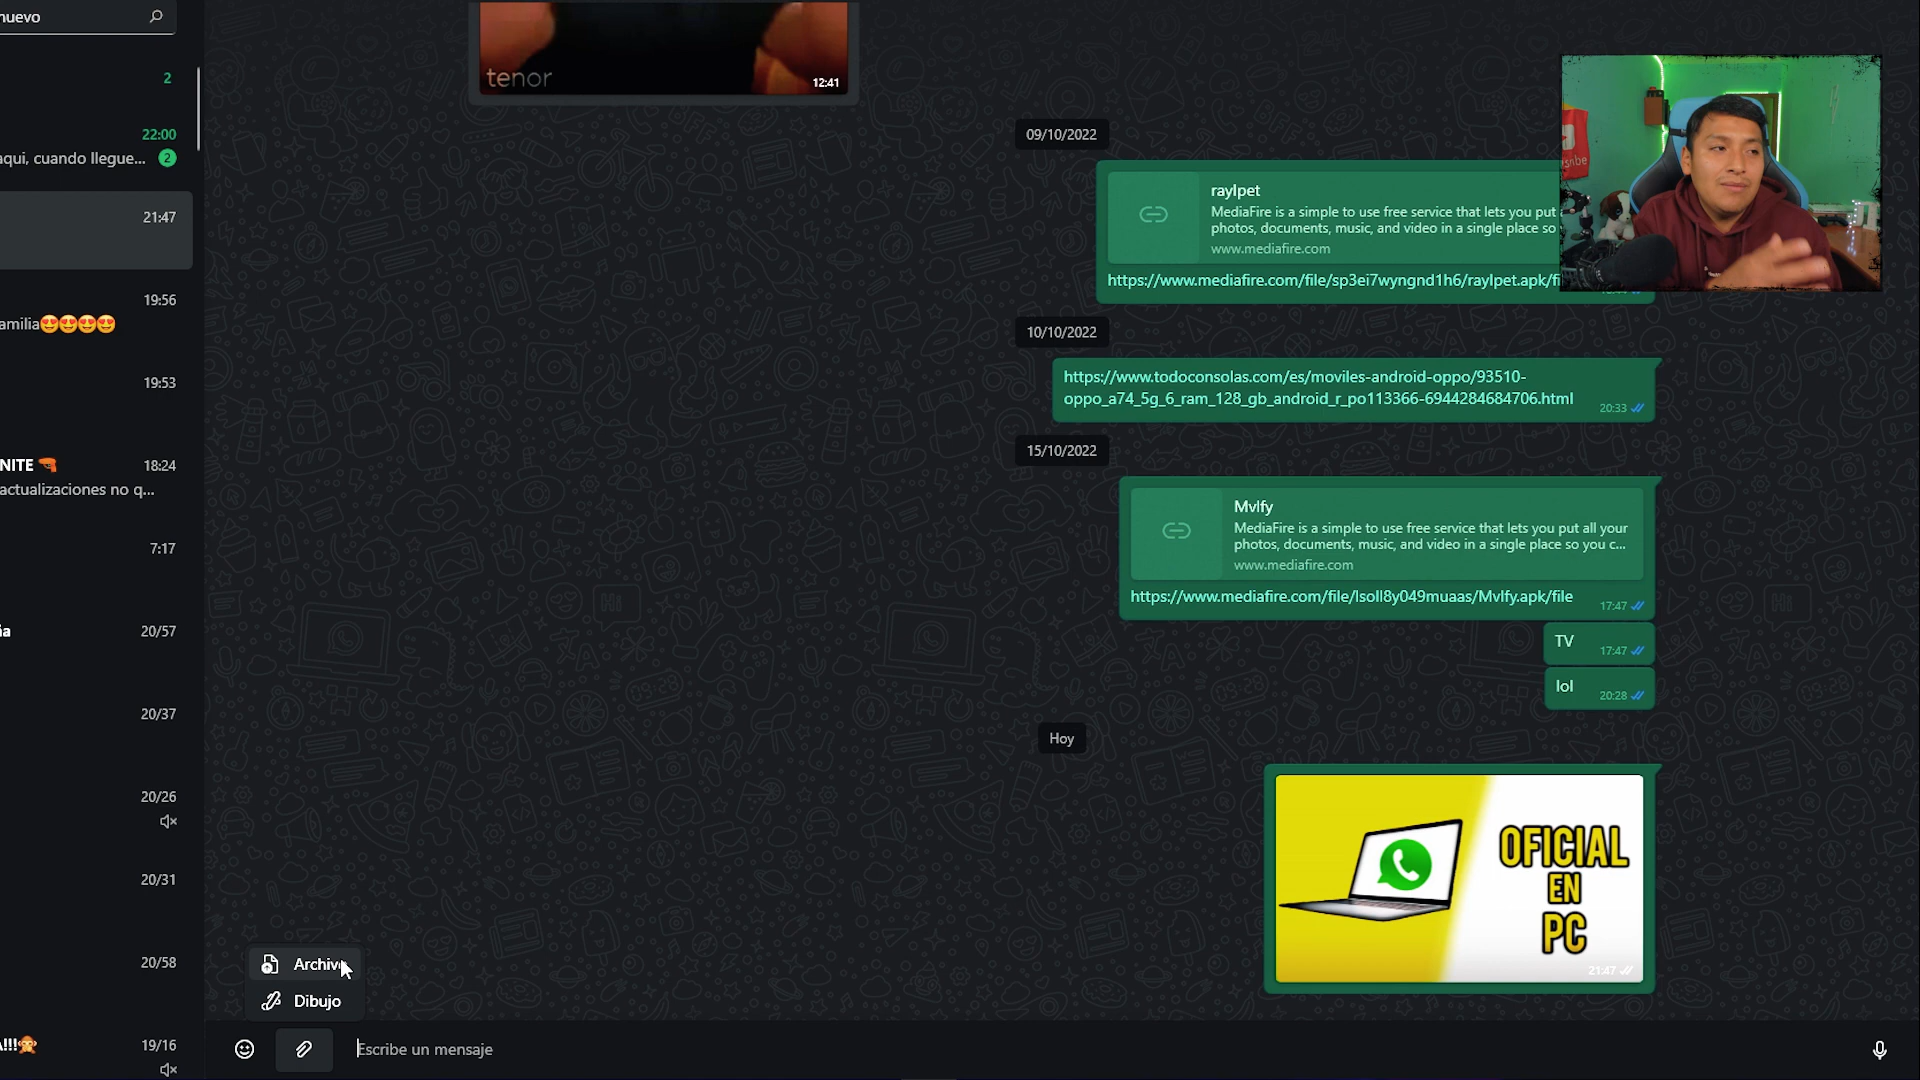 nuevo
2
22:00
aqui, cuando llegue...
2
21:47
19:56
amilia😍😍😍😍
19:53
NITE 🔫
18:24
actualizaciones no q...
7:17
ia
20/57
20/37
20/26
20/31
20/58
!!!🙊
19/16
tenor
12:41
09/10/2022
raylpet
MediaFire is a simple to use free service that lets you put
photos, documents, music, and video in a single place so
www.mediafire.com
https://www.mediafire.com/file/sp3ei7wyngnd1h6/raylpet.apk/fi
10/10/2022
https://www.todoconsolas.com/es/moviles-android-oppo/93510-
oppo_a74_5g_6_ram_128_gb_android_r_po113366-6944284684706.html
20:33
15/10/2022
Mvlfy
MediaFire is a simple to use free service that lets you put all your
photos, documents, music, and video in a single place so you c...
www.mediafire.com
https://www.mediafire.com/file/lsoll8y049muaas/Mvlfy.apk/file
17:47
TV
17:47
lol
20:28
Hoy
OFICIAL
EN
PC
21:47
Archivo
Dibujo
Escribe un mensaje